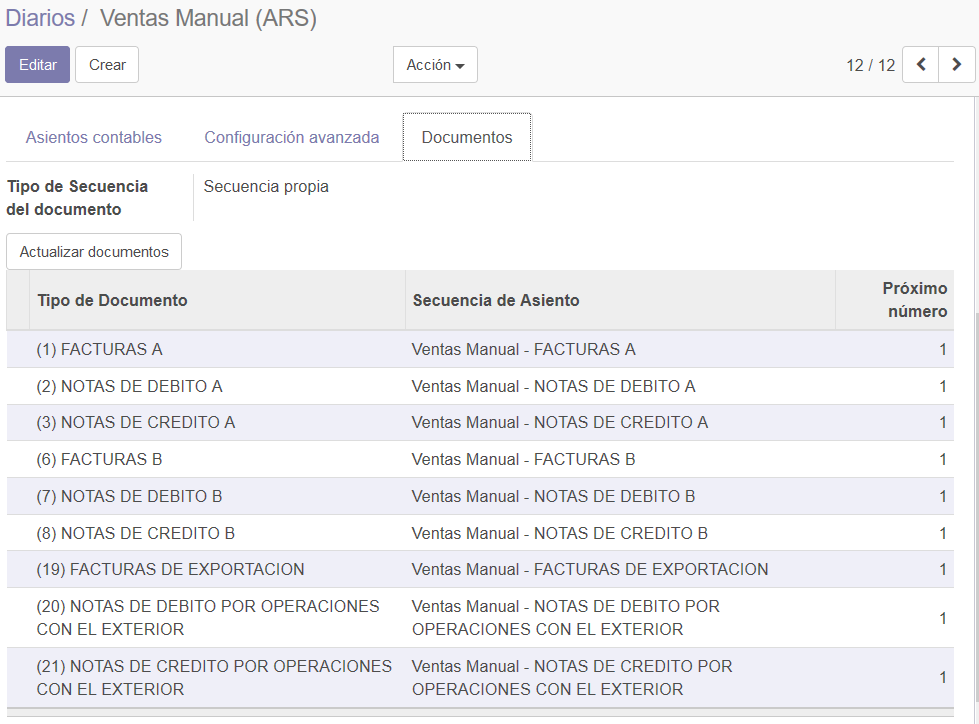 Diarios / Ventas Manual (ARS)
Editar Crear Acción 12 / 12
Asientos contables Configuración avanzada Documentos
Tipo de Secuencia Secuencia propia
del documento
Actualizar documentos
Tipo de Documento Secuencia de Asiento Próximo
número
(1) FACTURAS A Ventas Manual - FACTURAS A 1
(2) NOTAS DE DEBITO A Ventas Manual - NOTAS DE DEBITO A 1
(3) NOTAS DE CREDITO A Ventas Manual - NOTAS DE CREDITO A 1
(6) FACTURAS B Ventas Manual - FACTURAS B 1
(7) NOTAS DE DEBITO B Ventas Manual - NOTAS DE DEBITO B 1
(8) NOTAS DE CREDITO B Ventas Manual - NOTAS DE CREDITO B 1
(19) FACTURAS DE EXPORTACION Ventas Manual - FACTURAS DE EXPORTACION 1
(20) NOTAS DE DEBITO POR OPERACIONES Ventas Manual - NOTAS DE DEBITO POR 1
CON EL EXTERIOR OPERACIONES CON EL EXTERIOR
(21) NOTAS DE CREDITO POR OPERACIONES Ventas Manual - NOTAS DE CREDITO POR 1
CON EL EXTERIOR OPERACIONES CON EL EXTERIOR